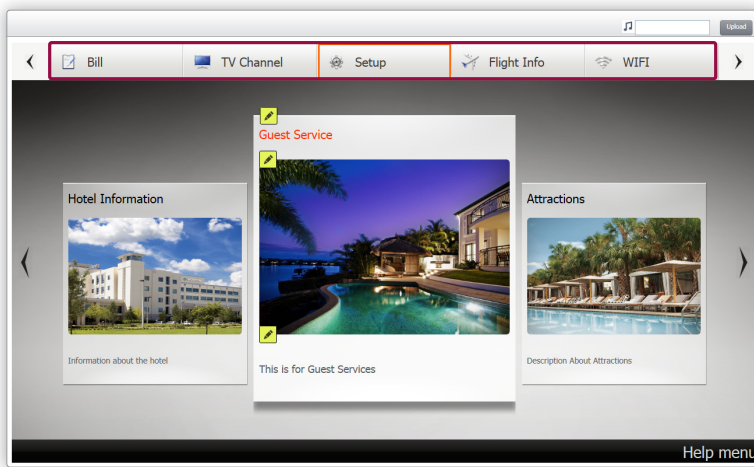 Upload
Bill
TV Channel
Setup
Flight Info
WIFI
Guest Service
Hotel Information
Attractions
Information about the hotel
This is for Guest Services
Description About Attractions
Help menu